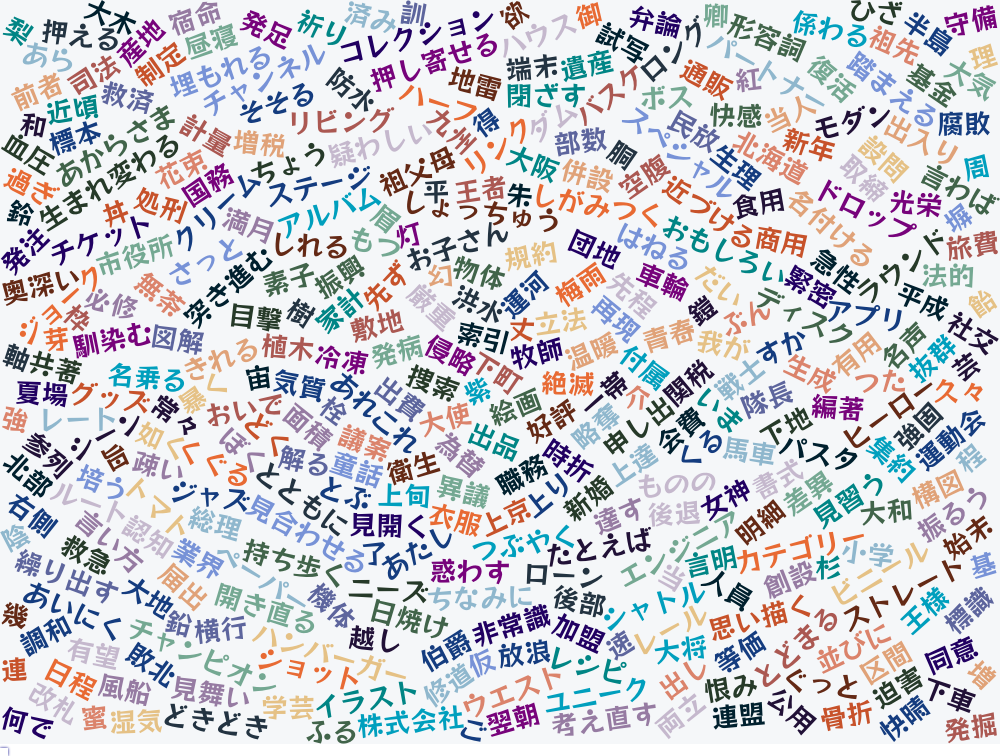 梨
押える
大木
産地
宿命
発足
祈り
済み
訓
コレクション
欲
御
弁論
卿
形容詞
係わる
ひざ
半島
守備
あら
司法
制定
昼寝
ハウス
試写
ロング
パートナー
祖先
理
前者
近頃
救済
埋もれる
チャンネル
防水
押し寄せる
地雷
端末
遺産
通販
紅
復活
踏まえる
基金
大気
和
標本
そそる
ハーフ
閉ざす
バスケ
ボス
快感
当人
モダン
出入り
腐敗
血圧
あからさま
計量
増税
リビング
疑わしい
九州
得
ダム
部数
スペシャル
民放
生理
北海道
新年
設問
周
過ぎ
生まれ変わる
花束
国務
ちょう
祖父母
リンク
大阪
併設
胴
空腹
取締
言わば
鈴
丼
処刑
クリーム
ステージ
平
王者
朱
しがみつく
近づける
食用
名付ける
ドロップ
光栄
塚
発注
チケット
市役所
満月
アルバム
眉
灯
しょっちゅう
おもしろい
商用
旅費
奥深い
さっと
しれる
もつ
お子さん
規約
団地
はねる
急性
ハウンド
法的
ジョーク
必修
無茶
突き進む
素子
振興
先ず
幻
物体
車輪
だいぶん
緊密
平成
飴
幸
芽
馴染む
図解
目撃
樹
家計
敷地
厳重
洪水
運河
梅雨
先程
鎧
ディスク
アプリ
社交
軸
共著
名乗る
きれる
植木
冷凍
発病
侵略
索引
丈
立法
再現
青春
我が
すか
有用
名声
抜群
芸
夏場
グッズ
常々
暴く
宙
気質
あれこれ
出費
捜索
下町
紫
牧師
温暖
付属
戦士
生成
つた
久々
強
レート
おいで
面積
栓
大使
絵画
絶滅
一帯
介
関税
いま
隊長
編著
ヒーロー
強固
参列
シーン
如く
どく
ぼく
議案
為替
出品
好評
略奪
申し出
会費
くる
下地
パスタ
集約
運動会
北部
缶
疎い
ぐる
解る
童話
衛生
職務
時折
上達
馬車
程
右側
培う
トマト
ジャズ
とともに
とぶ
上旬
異議
上り
新婚
ものの
女神
書式
差異
見習う
横図
陰
ルート
認知
総理
見合わせる
見開く
衣服
上京
達す
後退
明細
大和
振るう
言い方
救急
業界
ペーパー
持ち歩く
了
あたし
つぶやく
たとえば
エンジニア
言明
カテゴリー
小学
始末
繰り出す
届出
ニーズ
惑わす
ローン
当
人員
創設
杉
ビニール
基
幾
あいにく
大地
開き直る
機体
日焼け
ちなみに
後部
シャトル
思い描く
ストレート
王様
標識
調和
鉛
横行
越し
伯爵
非常識
加盟
速
レール
大将
等価
とどまる
並びに
連
有望
チャンピオン
敗北
ハンバーガー
ショット
修道
仮
放浪
レシピ
出し
恨み
ぐっと
区間
同意
日程
風船
見舞い
学芸
イラスト
ウエスト
ユニーク
両立
迫害
下車
壇
何で
改札
蜜
湿気
どきどき
ふる
株式会社
ご
翌朝
考え直す
連盟
公用
骨折
快晴
発掘